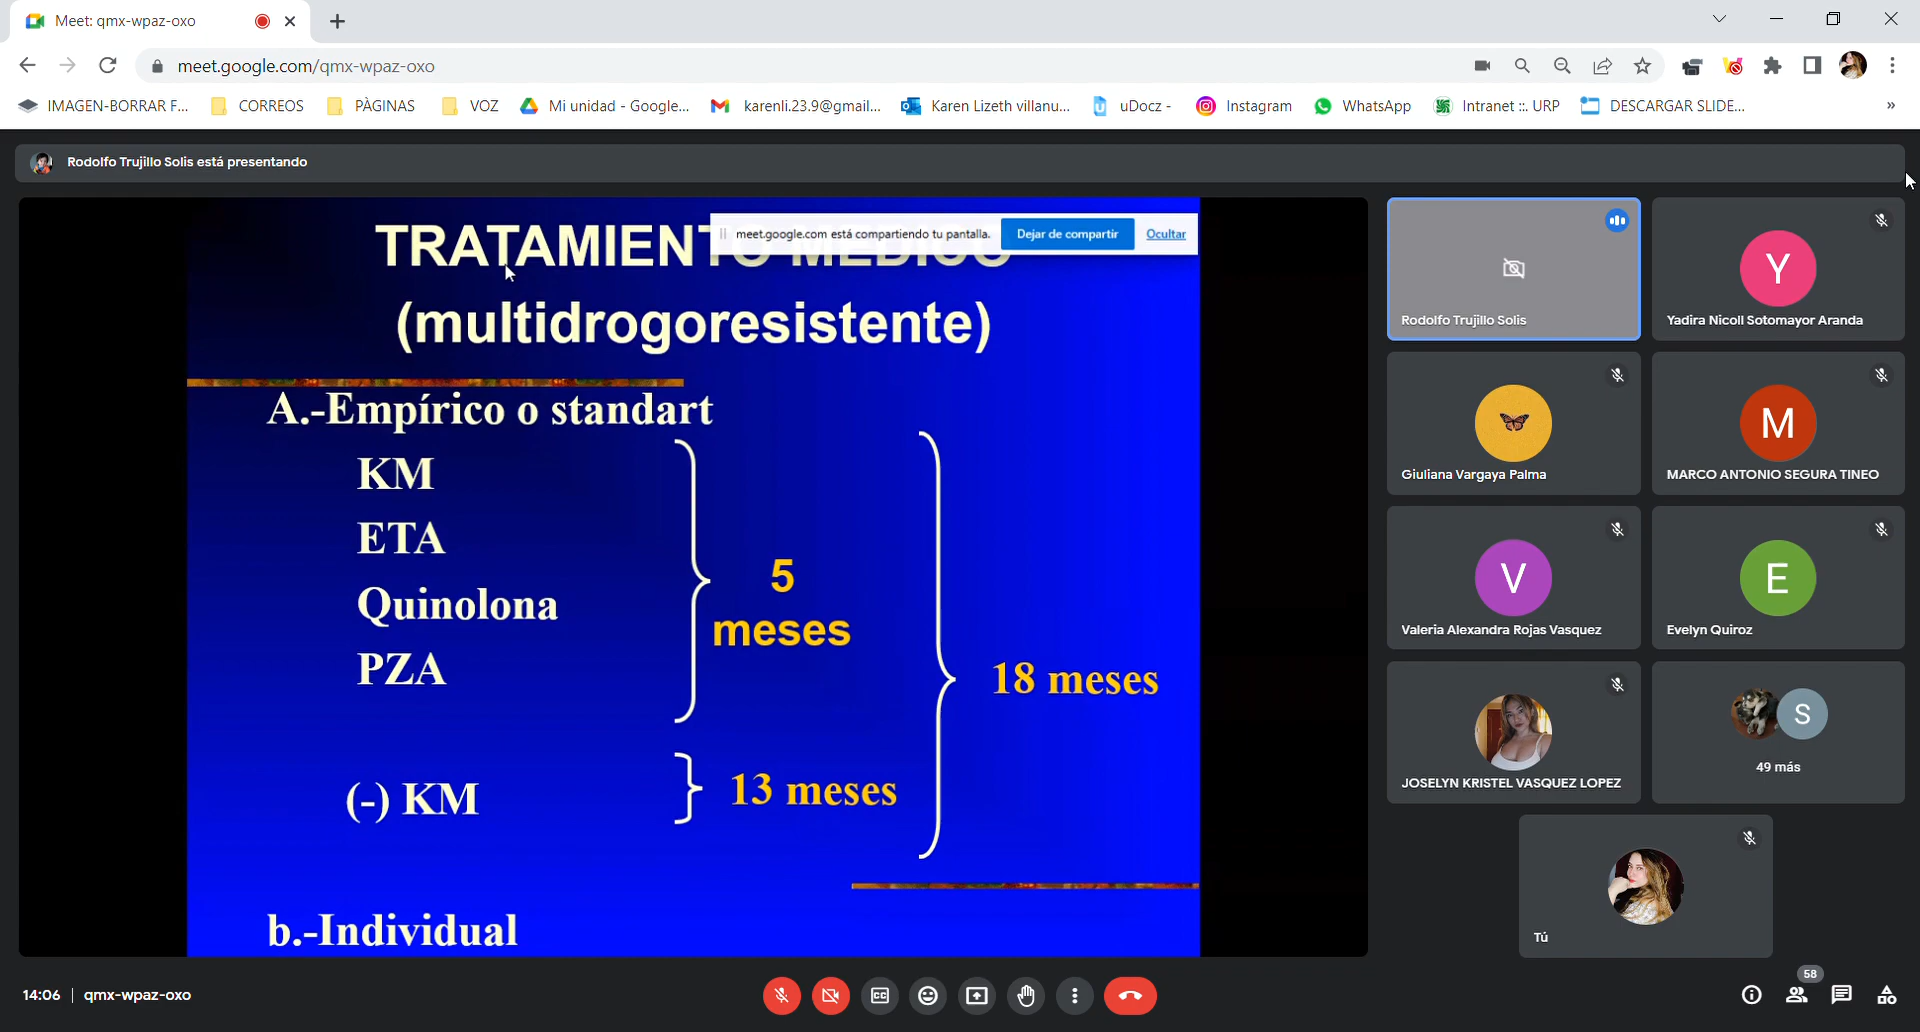 Meet: qmx-wpaz-oxo
meet.google.com/qmx-wpaz-oxo
IMAGEN-BORRAR F...
CORREOS
PÀGINAS
VOZ
Mi unidad - Google...
karenli.23.9@gmail...
Karen Lizeth villanu...
uDocz -
Instagram
WhatsApp
Intranet ::. URP
DESCARGAR SLIDE...
»
Rodolfo Trujillo Solis está presentando
meet.google.com está compartiendo tu pantalla.
Dejar de compartir
Ocultar
TRATAMIENTO MEDICO
(multidrogoresistente)
A.-Empírico o standart
KM
ETA
Quinolona
PZA
5
meses
18 meses
(-) KM
13 meses
b.-Individual
Rodolfo Trujillo Solis
Y
Yadira Nicoll Sotomayor Aranda
Giuliana Vargaya Palma
M
MARCO ANTONIO SEGURA TINEO
V
Valeria Alexandra Rojas Vasquez
E
Evelyn Quiroz
JOSELYN KRISTEL VASQUEZ LOPEZ
S
49 más
Tú
14:06 | qmx-wpaz-oxo
CC
58